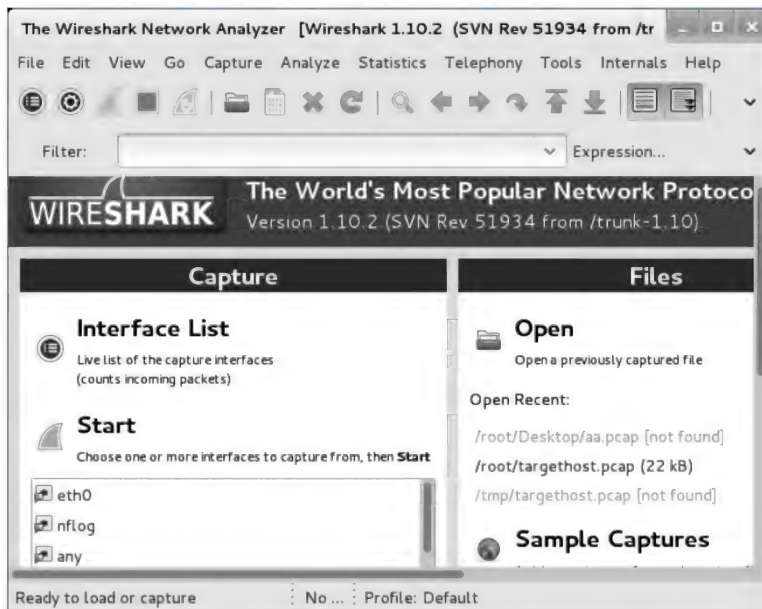 The Wireshark Network Analyzer [Wireshark 1.10.2 (SVN Rev 51934 from /tr
File Edit View Go Capture Analyze Statistics Telephony Tools Internals Help
Filter:
Expression...
WIRESHARK
The World's Most Popular Network Protoco
Version 1.10.2 (SVN Rev 51934 from /trunk-1.10)
Capture
Interface List
Live list of the capture interfaces
(counts incoming packets)
Start
Choose one or more interfaces to capture from, then Start
eth0
nflog
any
Files
Open
Open a previously captured file
Open Recent:
/root/Desktop/aa.pcap [not found]
/root/targethost.pcap (22 kB)
/tmp/targethost.pcap [not found]
Sample Captures
Ready to load or capture
No ...
Profile: Default